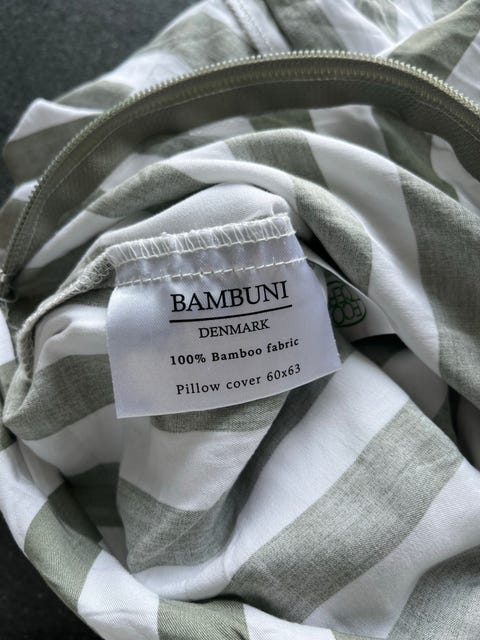 BAMBUNI
DENMARK
100% Bamboo fabric
Pillow cover 60x63